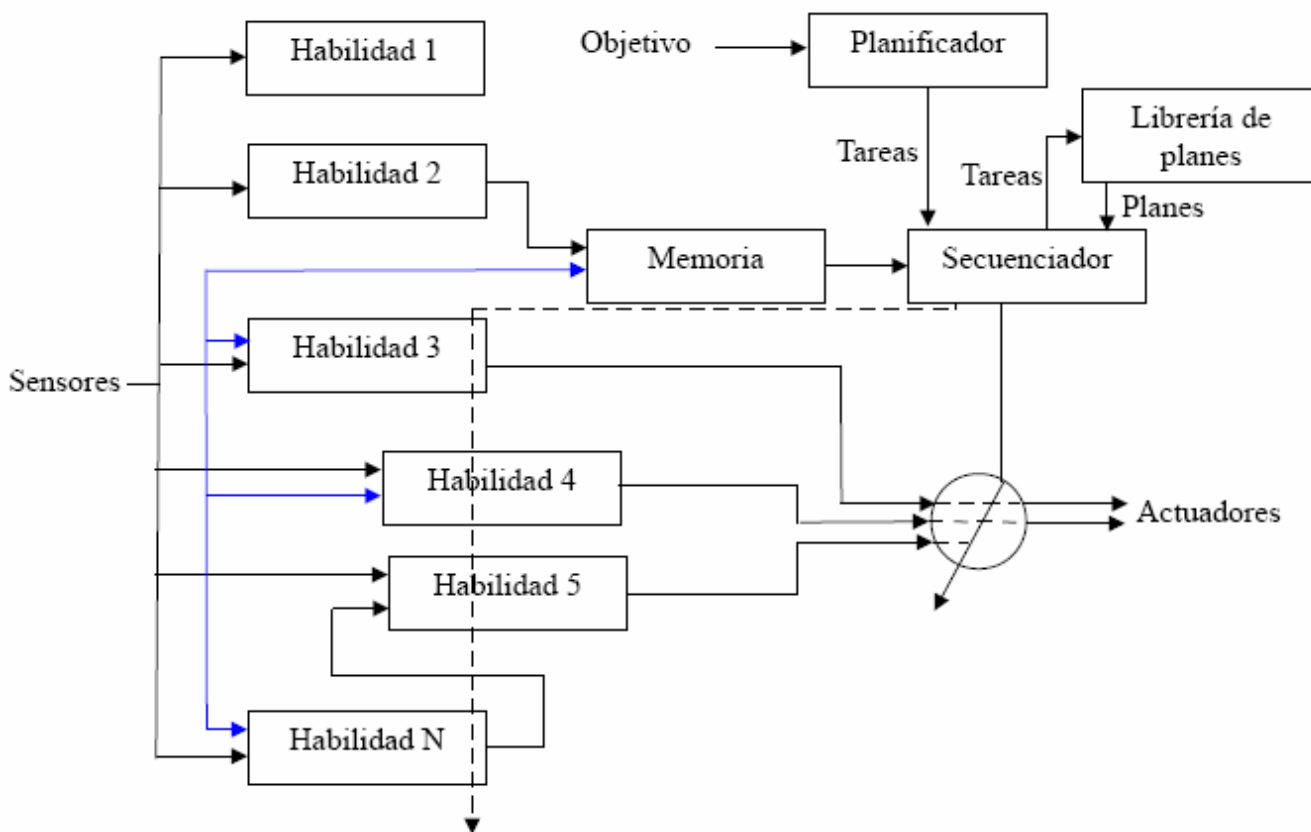 Habilidad 1
Objetivo
Planificador
Habilidad 2
Tareas
Tareas
Librería de
planes
Planes
Memoria
Secuenciador
Habilidad 3
Sensores
Habilidad 4
Actuadores
Habilidad 5
Habilidad N